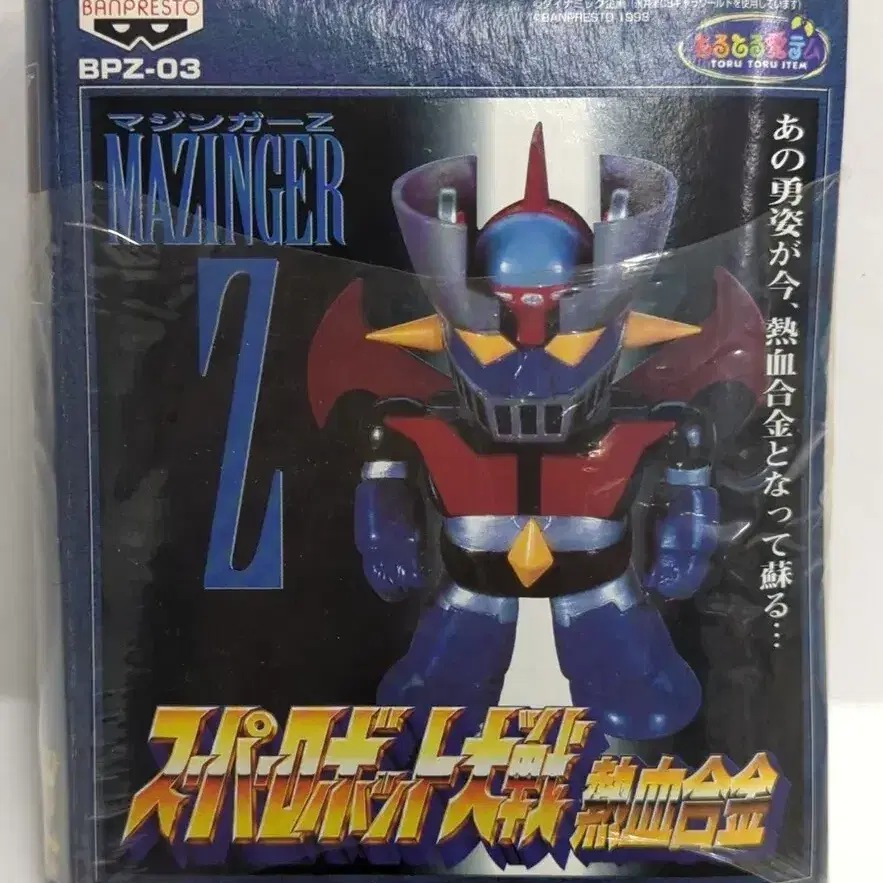 BANPRESTO
BPZ-03
©BANPRESTO 1998
とるとる愛テム
TORU TORU ITEM
マジンガーZ
MAZINGER
Z
あの勇姿が今、熱血合金となって蘇る…
スーパーロボット大戦 熱血合金